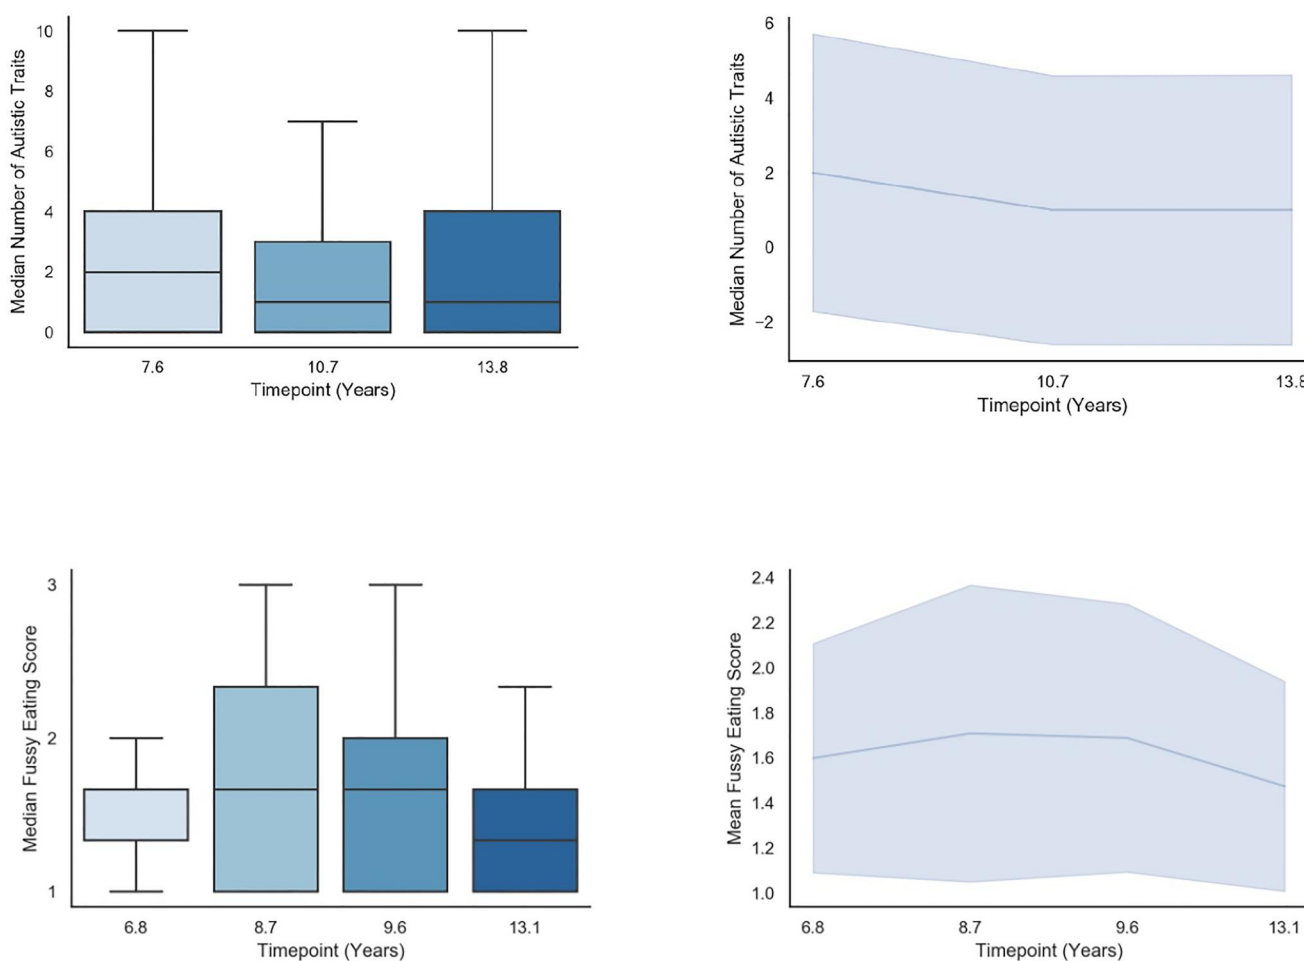 Median Number of Autistic Traits
10
8
6
4
2
0
7.6 10.7 13.8
Timepoint (Years)
Median Number of Autistic Traits
6
4
2
0
−2
7.6 10.7 13.8
Timepoint (Years)
Median Fussy Eating Score
3
2
1
6.8 8.7 9.6 13.1
Timepoint (Years)
Mean Fussy Eating Score
2.4
2.2
2.0
1.8
1.6
1.4
1.2
1.0
6.8 8.7 9.6 13.1
Timepoint (Years)